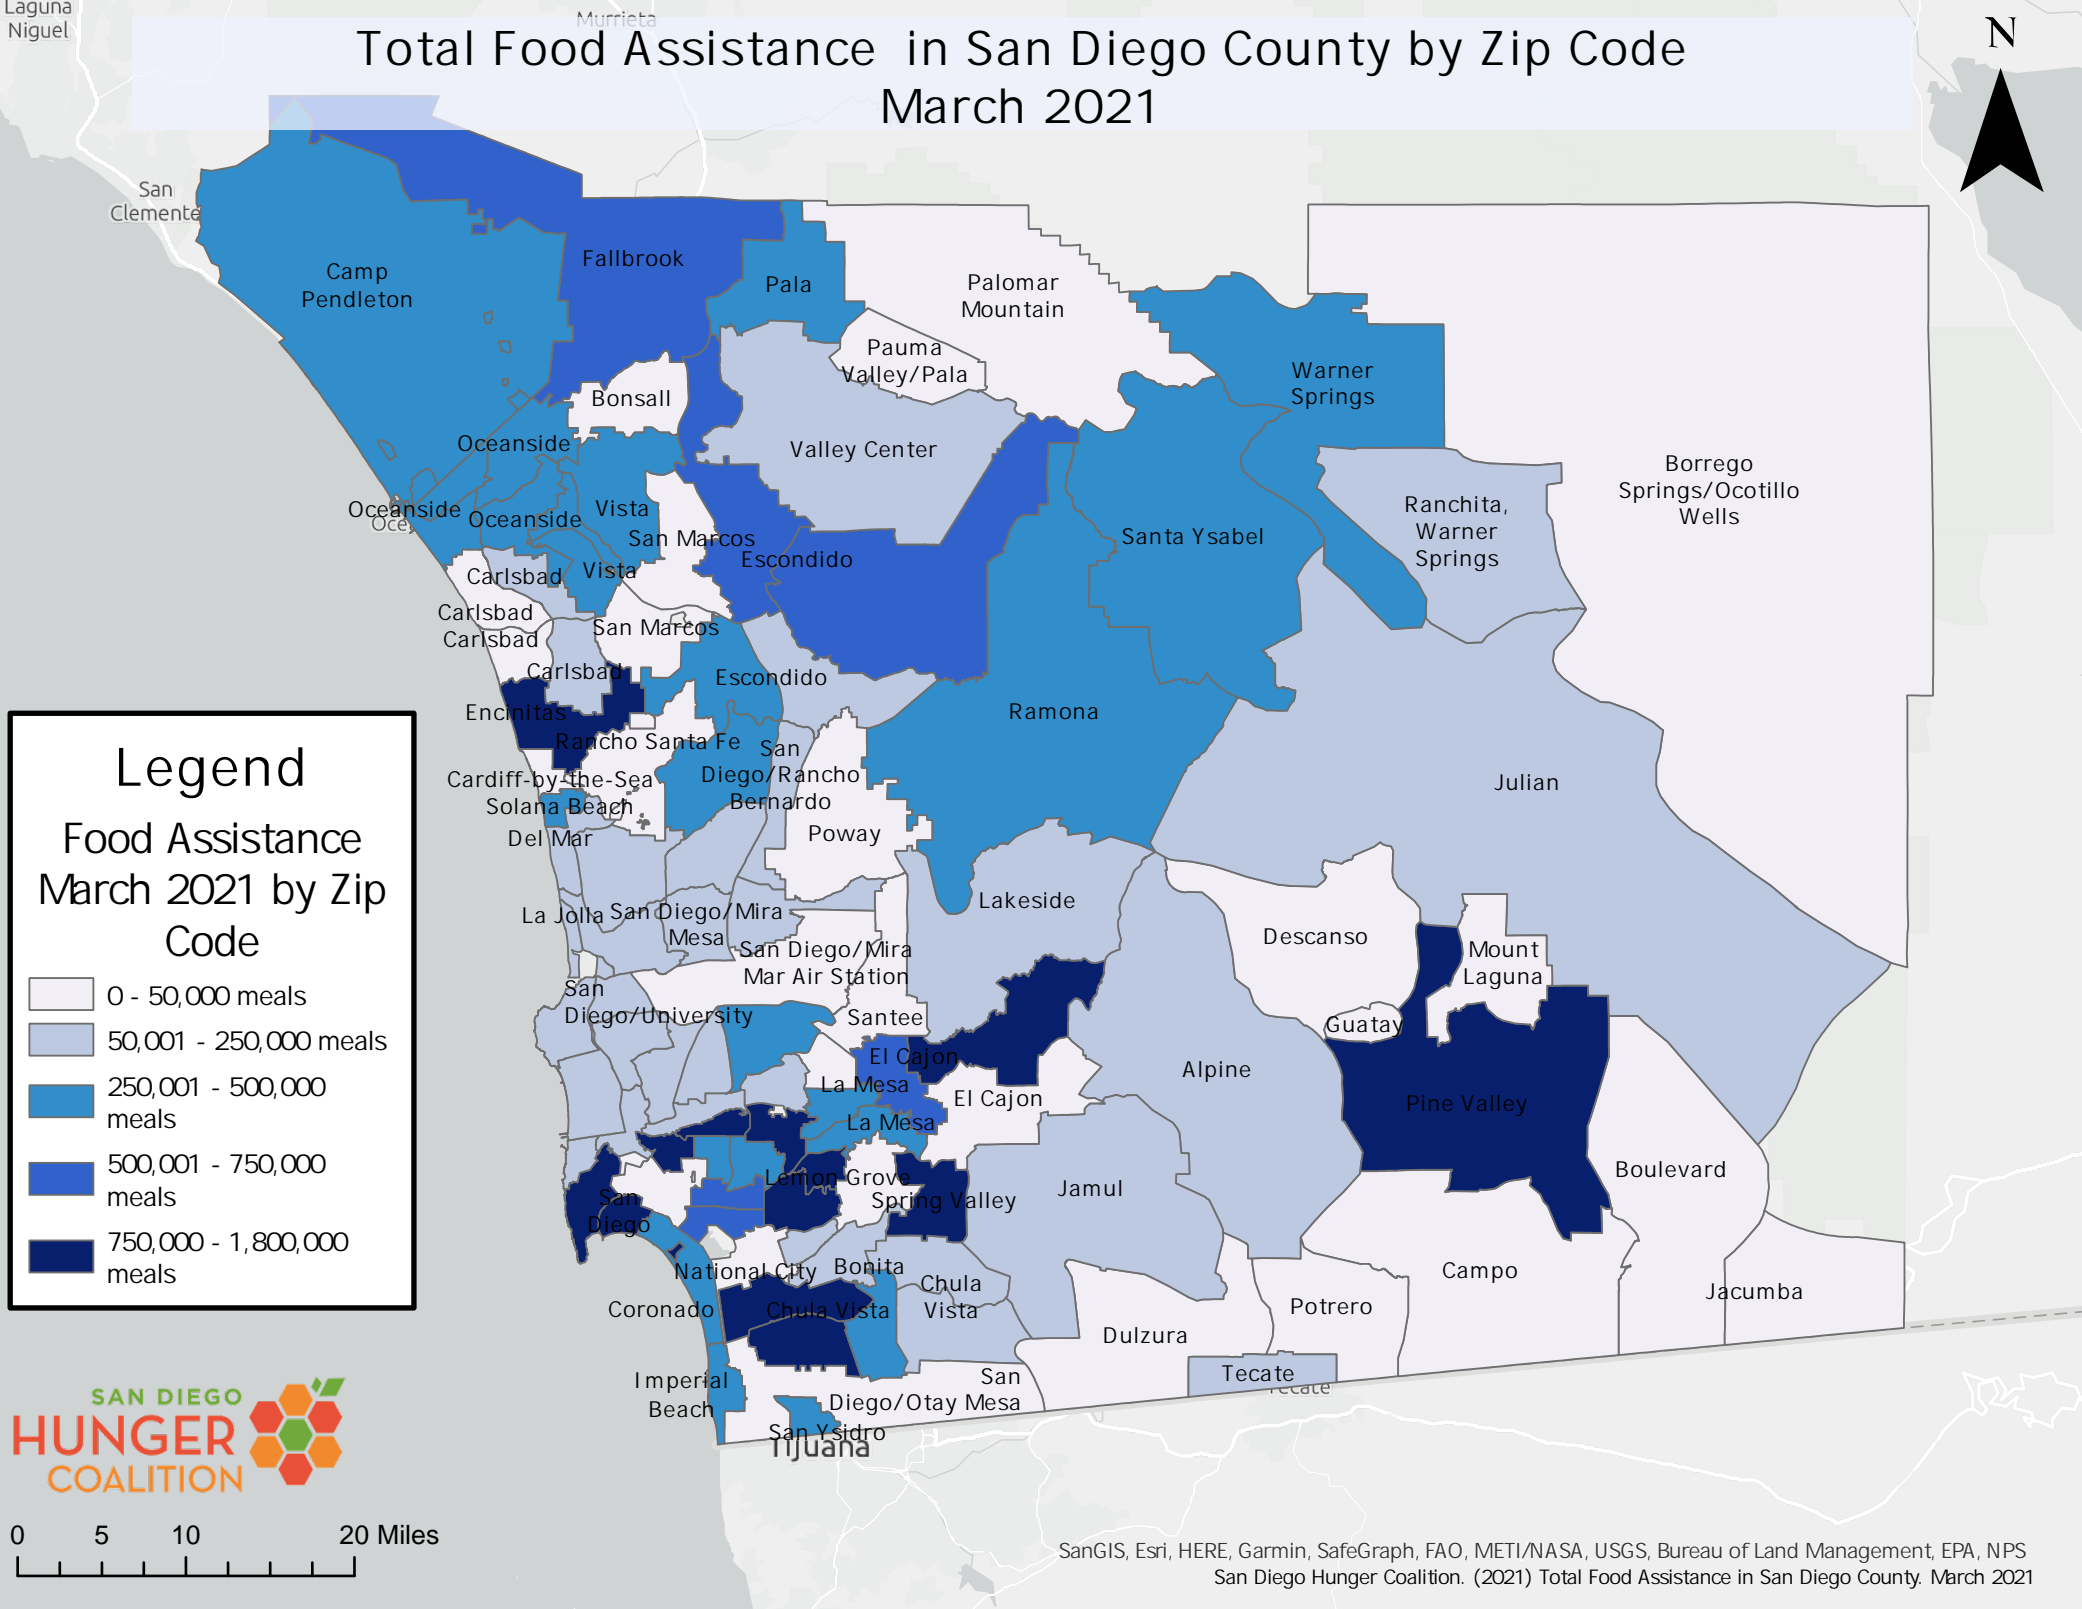 Laguna
Niguel
Murrieta
Total Food Assistance in San Diego County by Zip Code
March 2021
N
San
Clemente
Camp
Pendleton
Fallbrook
Pala
Palomar
Mountain
Pauma
Valley/Pala
Warner
Springs
Bonsall
Oceanside
Valley Center
Borrego
Springs/Ocotillo
Wells
Ranchita,
Warner
Springs
Oceanside
Oceanside
Vista
San Marcos
Santa Ysabel
Escondido
Vista
Carlsbad
Carlsbad
Carlsbad
San Marcos
Carlsbad
Escondido
Encinitas
Ramona
Rancho Santa Fe
San
Diego/Rancho
Bernardo
Cardiff-by-the-Sea
Solana Beach
Del Mar
Poway
Julian
Lakeside
La Jolla
San Diego/Mira
Mesa
San Diego/Mira
Mar Air Station
Descanso
Mount
Laguna
San
Diego/University
Santee
Guatay
El Cajon
La Mesa
El Cajon
Alpine
Pine Valley
La Mesa
Lemon Grove
Spring Valley
Jamul
Boulevard
San
Diego
National City
Bonita
Chula
Vista
Campo
Jacumba
Coronado
Chula Vista
Potrero
Dulzura
Tecate
Tecate
Imperial
Beach
San
Diego/Otay Mesa
San Ysidro
Tijuana
Legend
Food Assistance
March 2021 by Zip
Code
0 - 50,000 meals
50,001 - 250,000 meals
250,001 - 500,000
meals
500,001 - 750,000
meals
750,000 - 1,800,000
meals
SAN DIEGO
HUNGER
COALITION
0 5 10 20 Miles
SanGIS, Esri, HERE, Garmin, SafeGraph, FAO, METI/NASA, USGS, Bureau of Land Management, EPA, NPS
San Diego Hunger Coalition. (2021) Total Food Assistance in San Diego County. March 2021